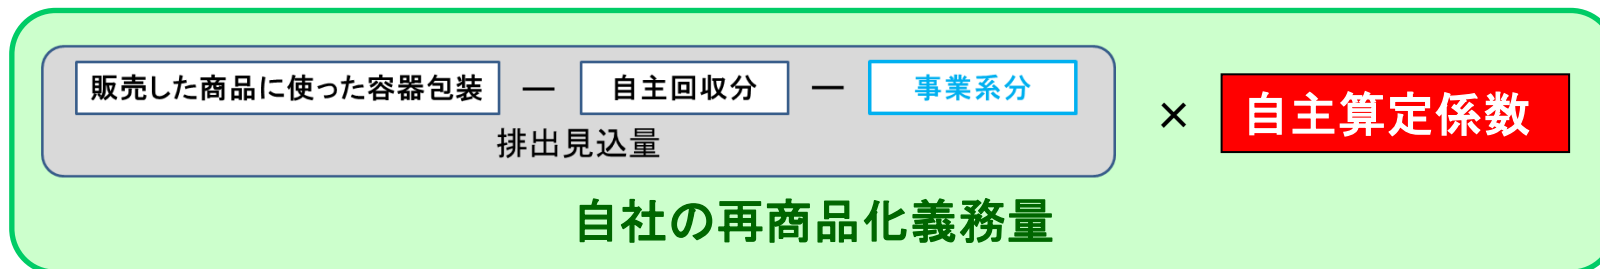 販売した商品に使った容器包装 ― 自主回収分 ― 事業系分 × 自主算定係数
排出見込量
自社の再商品化義務量